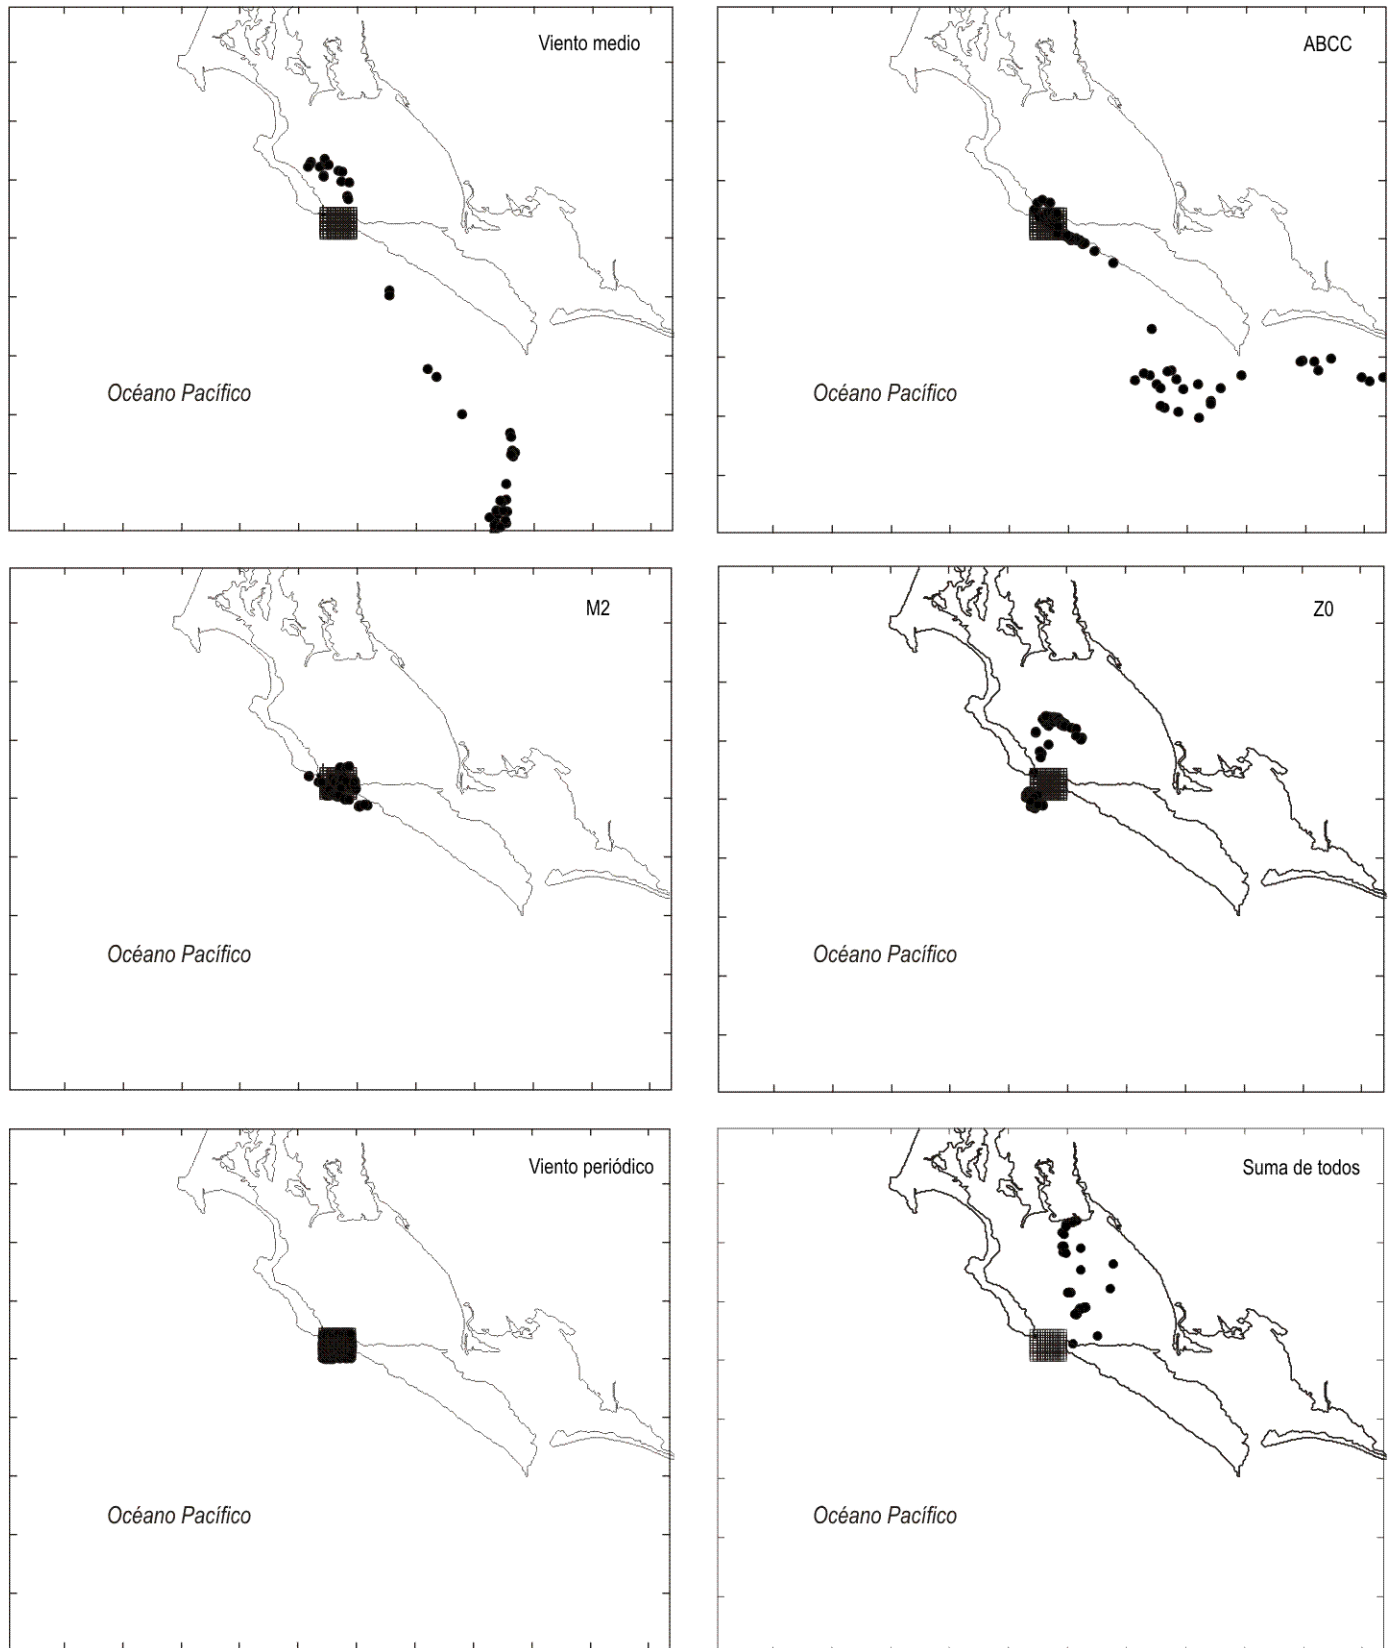 Viento medio
ABCC
Océano Pacífico
Océano Pacífico
M2
Z0
Océano Pacífico
Océano Pacífico
Viento periódico
Suma de todos
Océano Pacífico
Océano Pacífico